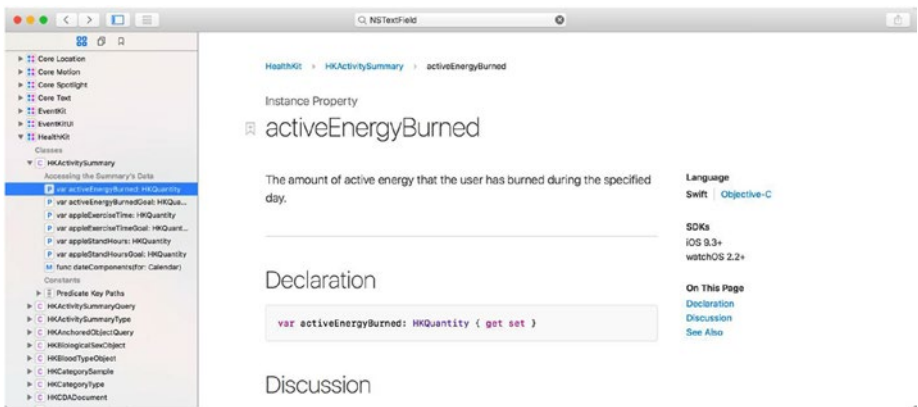 NSTextField
Core Location
Core Motion
Core Spotlight
Core Text
EventKit
EventKitUI
HealthKit
Classes
C HKActivitySummary
Accessing the Summary's Data
P var activeEnergyBurned: HKQuantity
P var activeEnergyBurnedGoal: HKQua...
P var appleExerciseTime: HKQuantity
P var appleExerciseTimeGoal: HKQuant...
P var appleStandHours: HKQuantity
P var appleStandHoursGoal: HKQuantity
M func dateComponents(for: Calendar)
Constants
Predicate Key Paths
C HKActivitySummaryQuery
C HKActivitySummaryType
C HKAnchoredObjectQuery
C HKBiologicalSexObject
C HKBloodTypeObject
C HKCategorySample
C HKCategoryType
C HKCDADocument
HealthKit > HKActivitySummary > activeEnergyBurned
Instance Property
activeEnergyBurned
The amount of active energy that the user has burned during the specified
day.
Declaration
var activeEnergyBurned: HKQuantity { get set }
Discussion
Language
Swift | Objective-C
SDKs
iOS 9.3+
watchOS 2.2+
On This Page
Declaration
Discussion
See Also